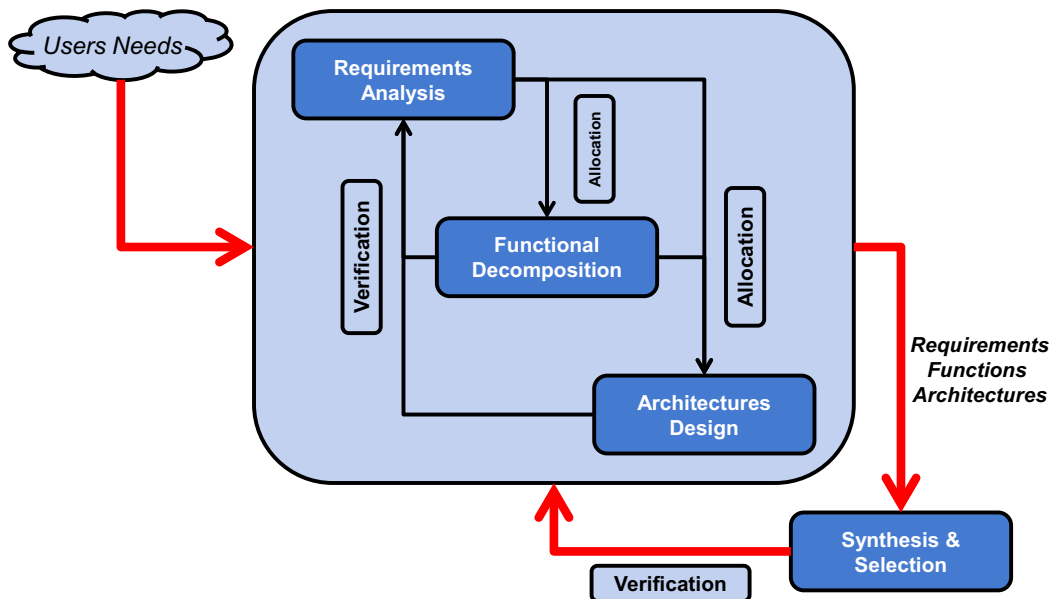 Users Needs
Requirements
Analysis
Allocation
Verification
Functional
Decomposition
Allocation
Requirements
Functions
Architectures
Architectures
Design
Synthesis &
Selection
Verification